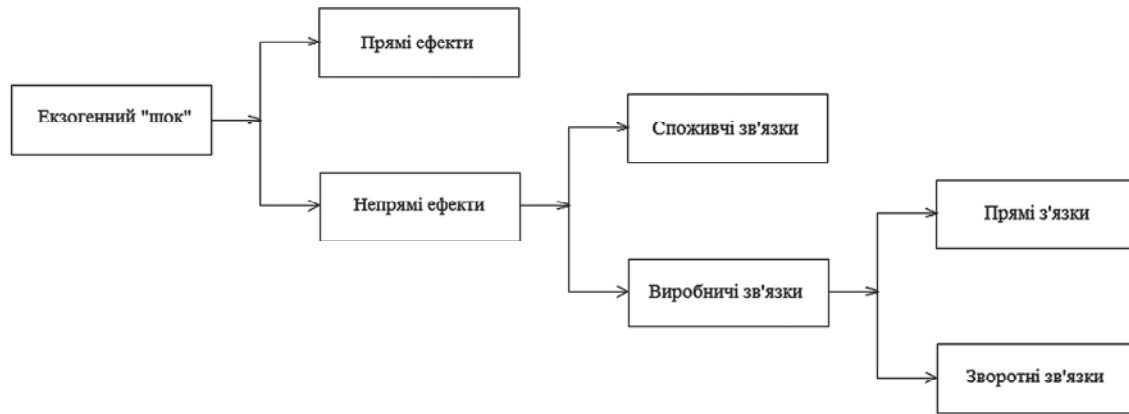 Прямі ефекти
Екзогенний "шок"
Споживчі зв'язки
Непрямі ефекти
Прямі з'язки
Виробничі зв'язки
Зворотні зв'язки